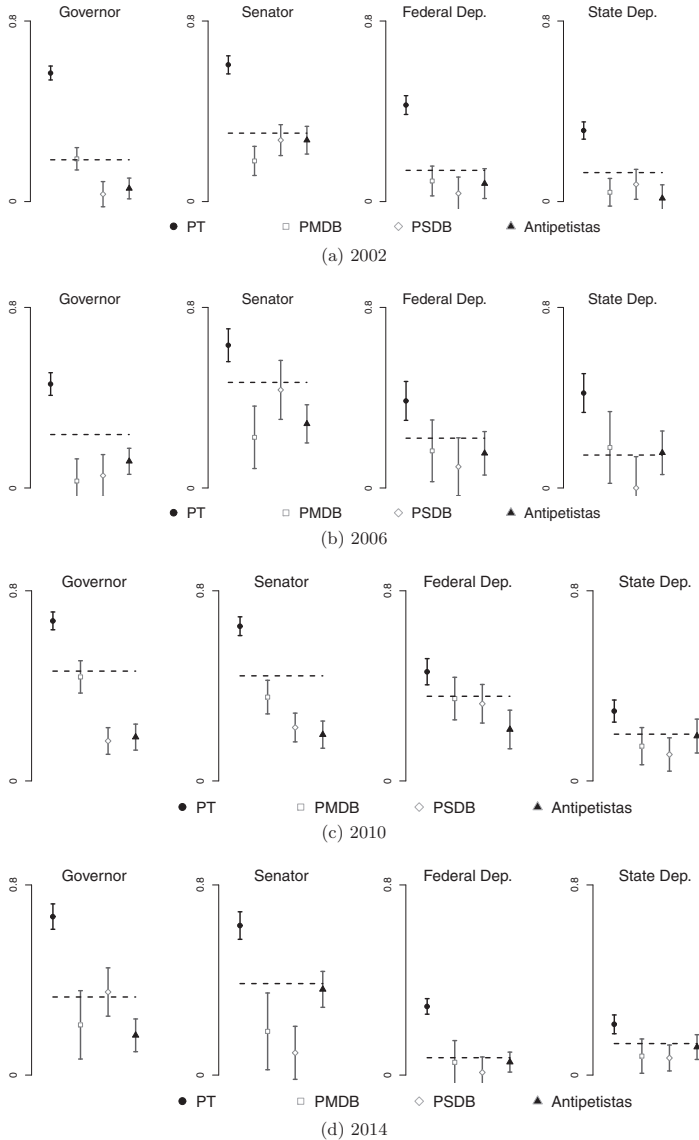 Governor Senator Federal Dep. State Dep.
0.8 0.8 0.8 0.8
0 0 0 0
PT PMDB PSDB Antipetistas
(a) 2002
Governor Senator Federal Dep. State Dep.
0.8 0.8 0.8 0.8
0 0 0 0
PT PMDB PSDB Antipetistas
(b) 2006
Governor Senator Federal Dep. State Dep.
0.8 0.8 0.8 0.8
0 0 0 0
PT PMDB PSDB Antipetistas
(c) 2010
Governor Senator Federal Dep. State Dep.
0.8 0.8 0.8 0.8
0 0 0 0
PT PMDB PSDB Antipetistas
(d) 2014